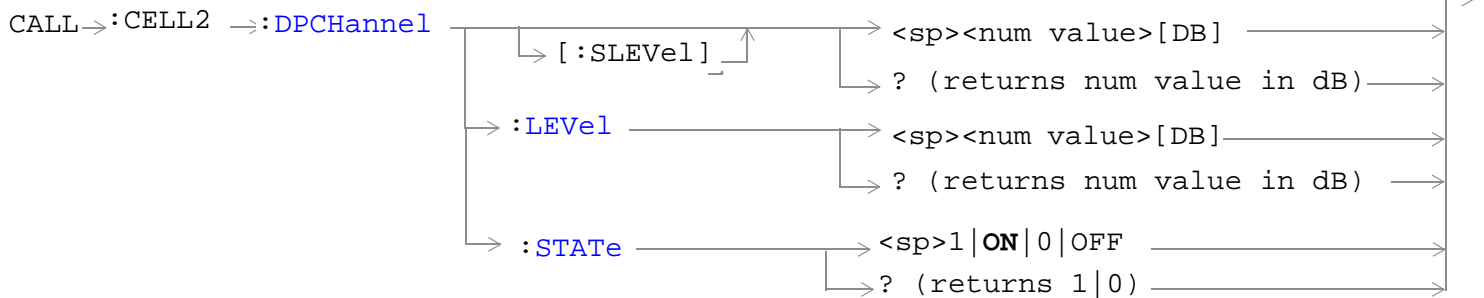 CALL :CELL2 :DPCHannel <sp><num value>[DB]
[:SLEVel]
? (returns num value in dB)
:LEVel <sp><num value>[DB]
? (returns num value in dB)
:STATe <sp>1|ON|0|OFF
? (returns 1|0)